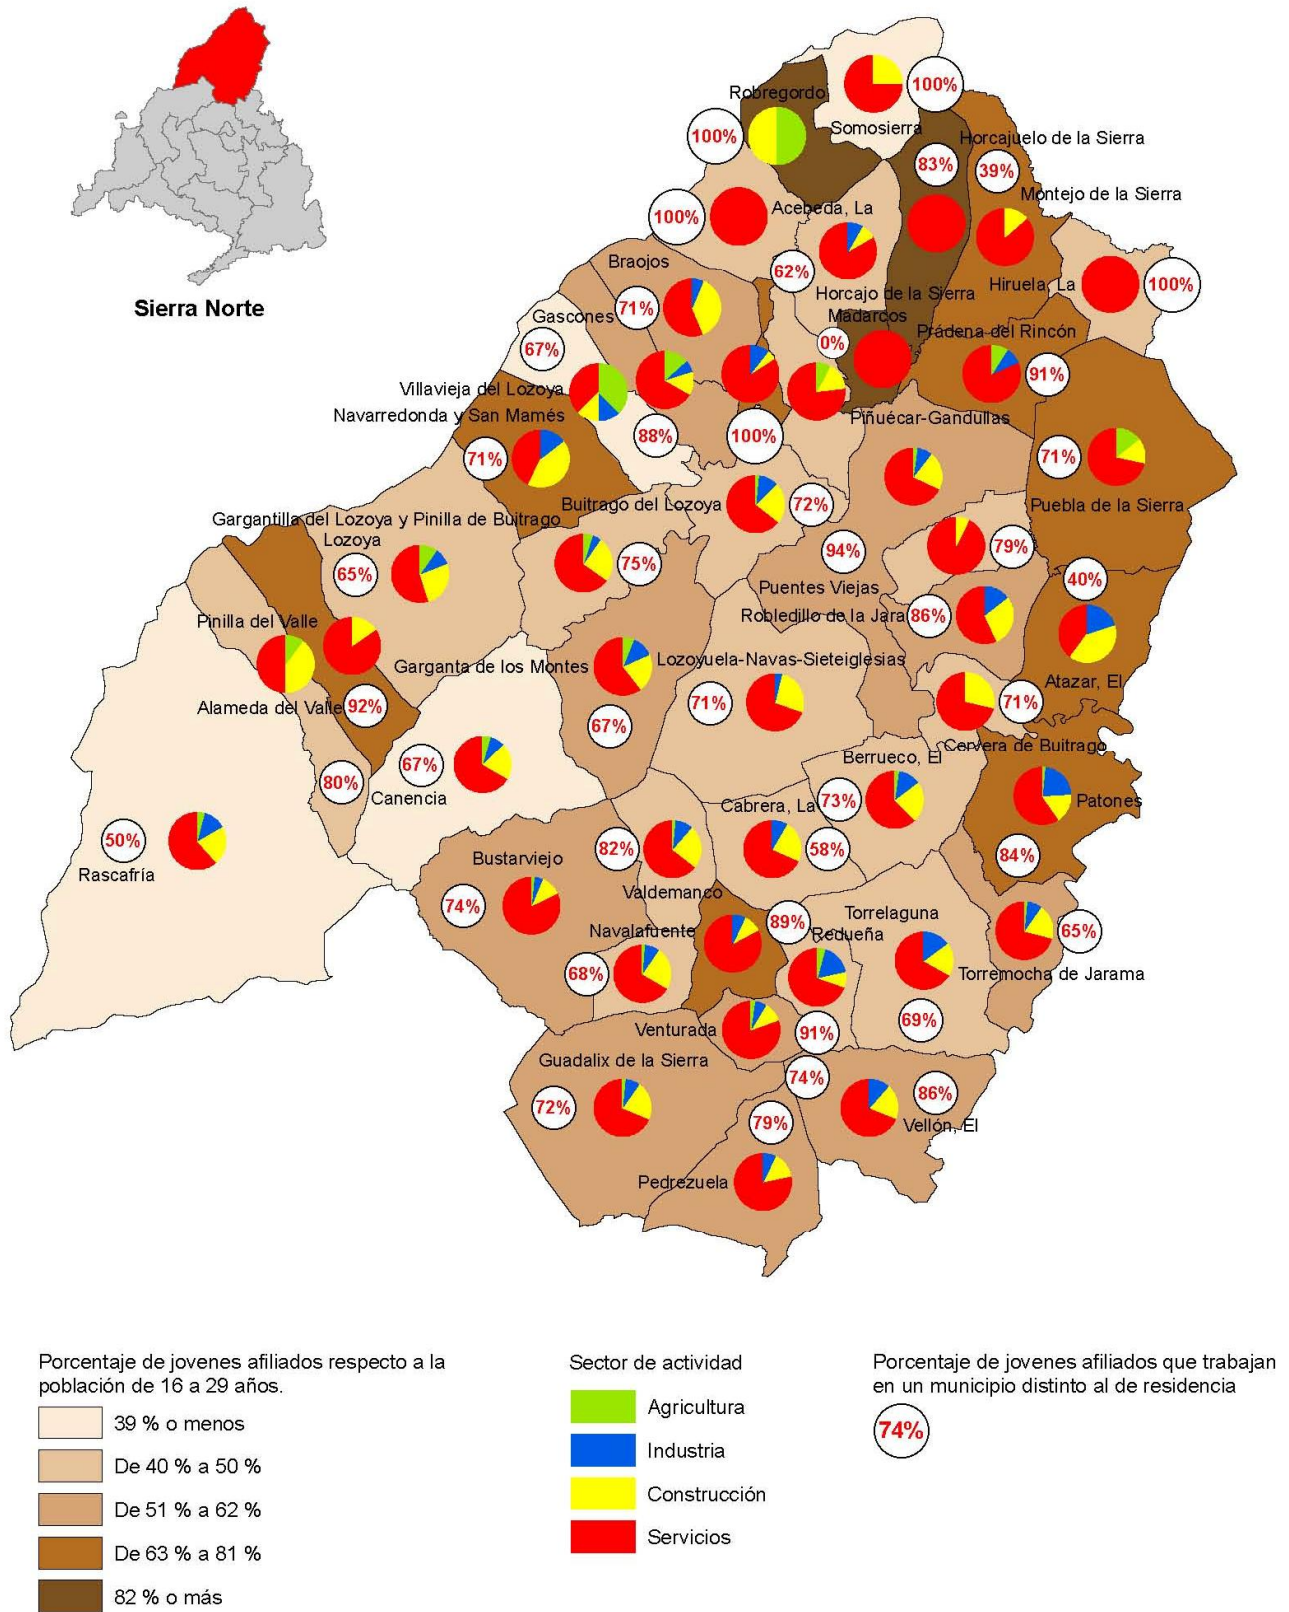 Sierra Norte
Robregordo
100%
Somosierra
100%
Horcajuelo de la Sierra
83%
39%
Montejo de la Sierra
100%
Acebeda, La
Braojos
62%
Hiruela, La
100%
Horcajo de la Sierra
71%
Gascones
Madarcos
0%
Prádena del Rincón
67%
91%
Villavieja del Lozoya
Navarredonda y San Mamés
Piñuécar-Gandullas
88%
100%
71%
71%
Buitrago del Lozoya
72%
Puebla de la Sierra
Gargantilla del Lozoya y Pinilla de Buitrago
Lozoya
65%
75%
94%
79%
Puentes Viejas
40%
Robledillo de la Jara
86%
Pinilla del Valle
Garganta de los Montes
Lozoyuela-Navas-Sieteiglesias
Atazar, El
Alameda del Valle
92%
71%
71%
67%
Cervera de Buitrago
Berrueco, El
67%
80%
Canencia
Cabrera, La
73%
Patones
50%
Rascafría
82%
58%
84%
Bustarviejo
Valdemanco
74%
Navalafuente
89%
Redueña
Torrelaguna
65%
68%
Torremocha de Jarama
Venturada
91%
69%
Guadalix de la Sierra
74%
72%
86%
79%
Vellón, El
Pedrezuela
Porcentaje de jovenes afiliados respecto a la
población de 16 a 29 años.
39 % o menos
De 40 % a 50 %
De 51 % a 62 %
De 63 % a 81 %
82 % o más
Sector de actividad
Agricultura
Industria
Construcción
Servicios
Porcentaje de jovenes afiliados que trabajan
en un municipio distinto al de residencia
74%